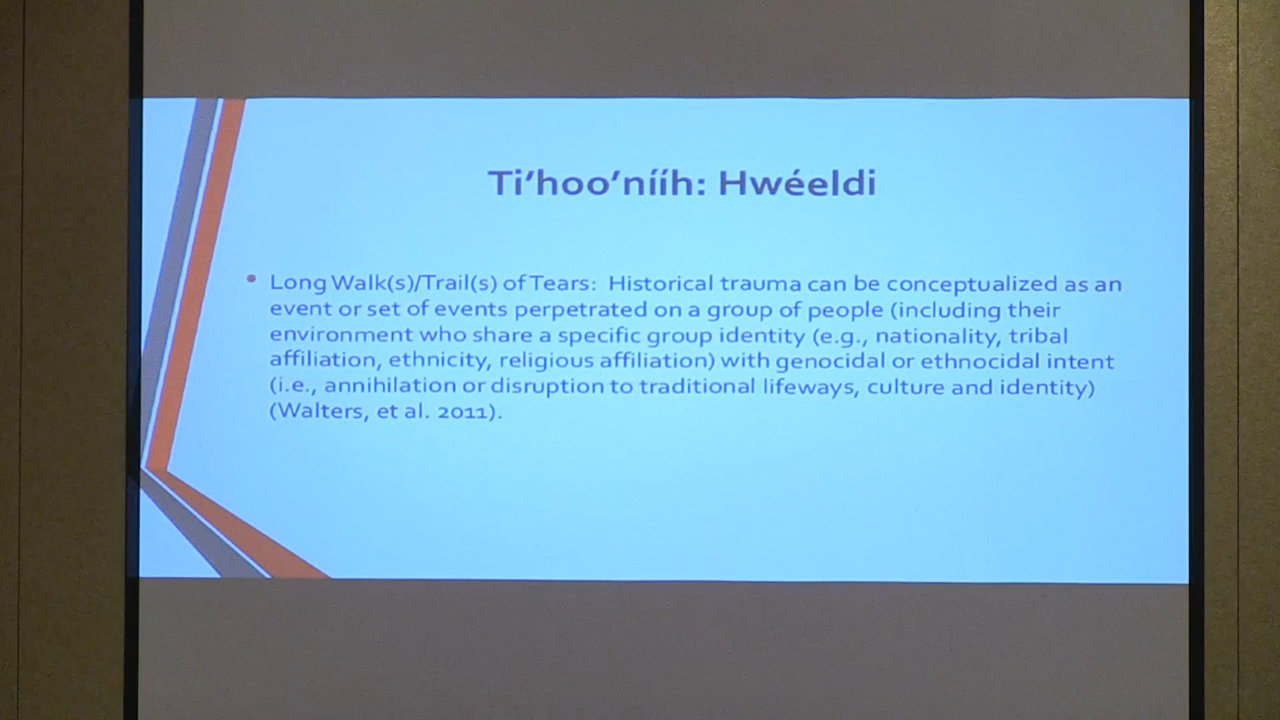 Ti’hoo’nííh: Hwéeldi
• Long Walk(s)/Trail(s) of Tears: Historical trauma can be conceptualized as an
event or set of events perpetrated on a group of people (including their
environment who share a specific group identity (e.g., nationality, tribal
affiliation, ethnicity, religious affiliation) with genocidal or ethnocidal intent
(i.e., annihilation or disruption to traditional lifeways, culture and identity)
(Walters, et al. 2011).